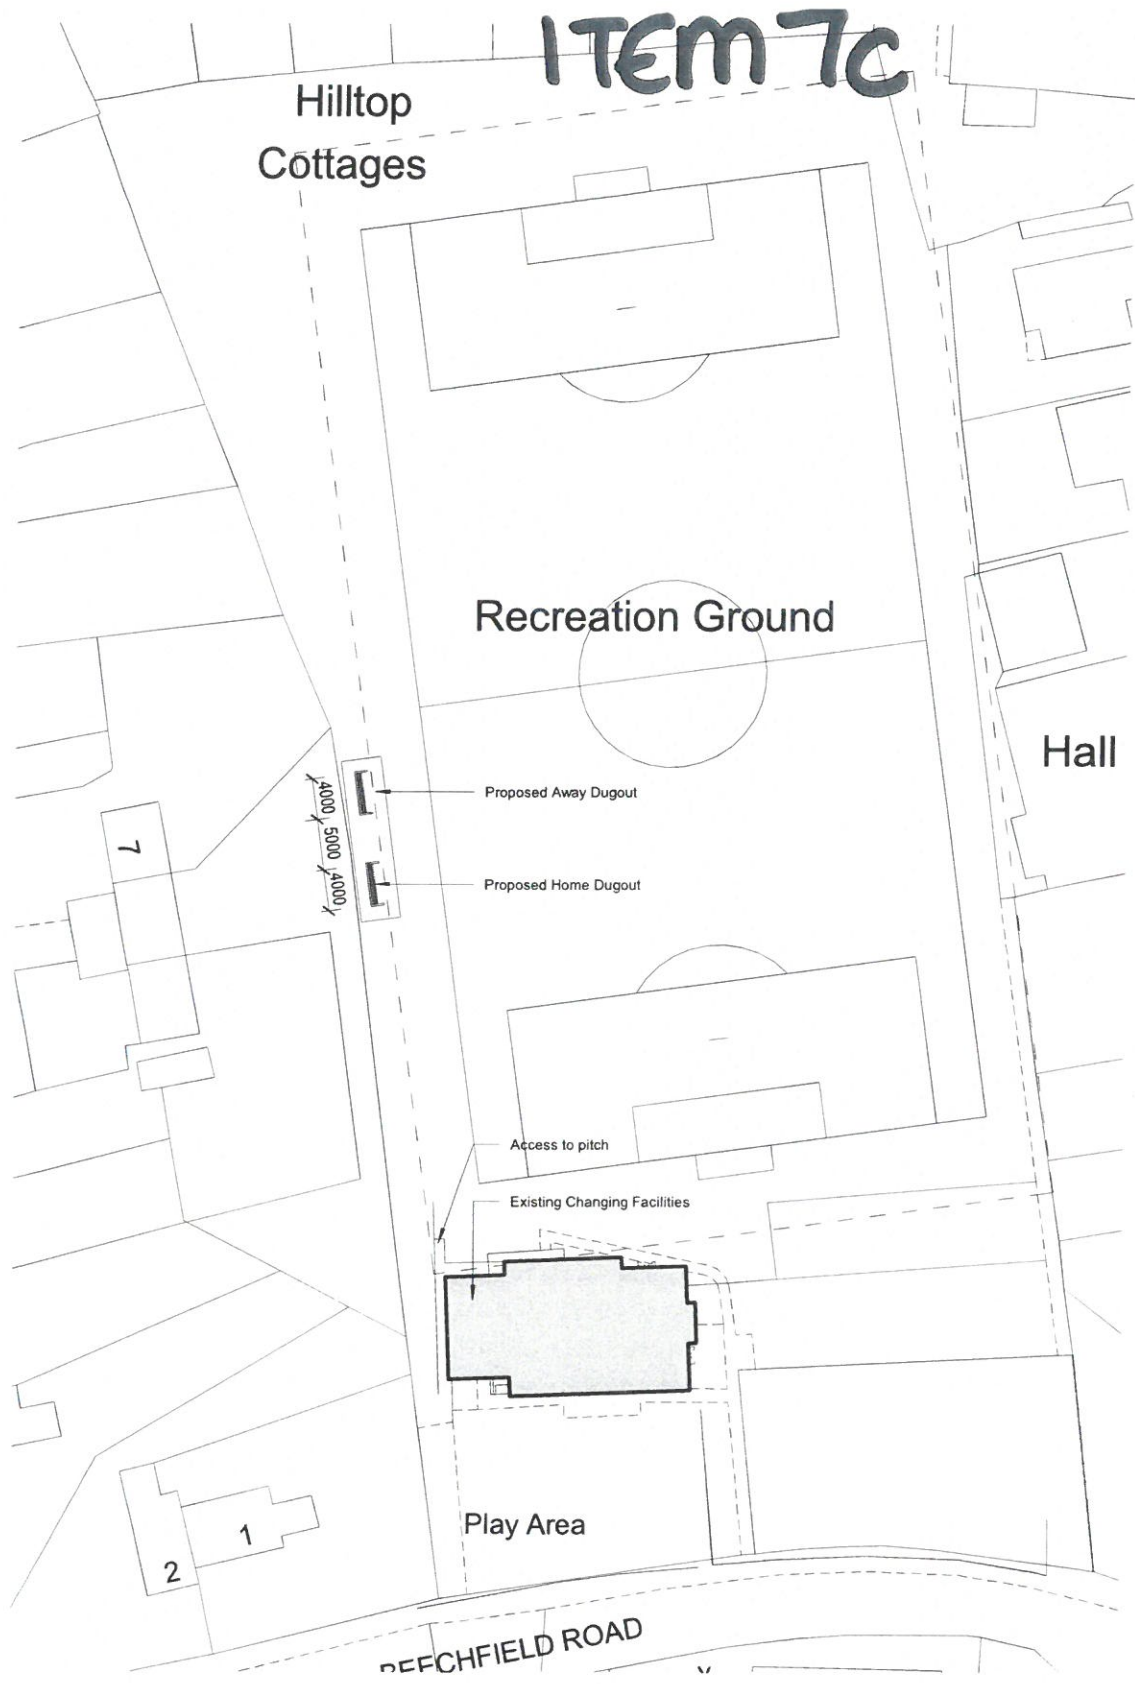 ITEM 7C
Hilltop
Cottages
Recreation Ground
Hall
Proposed Away Dugout
4000
5000
4000
7
Proposed Home Dugout
Access to pitch
Existing Changing Facilities
Play Area
1
2
BEECHFIELD ROAD